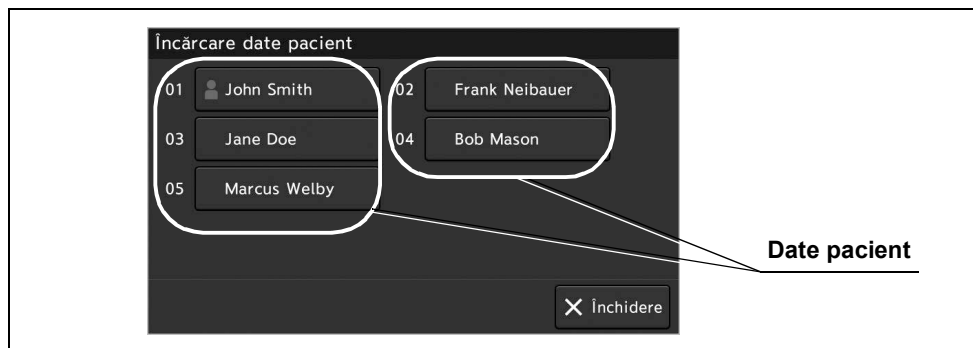 Încărcare date pacient
01 John Smith 02 Frank Neibauer
03 Jane Doe 04 Bob Mason
05 Marcus Welby
Date pacient
Închidere